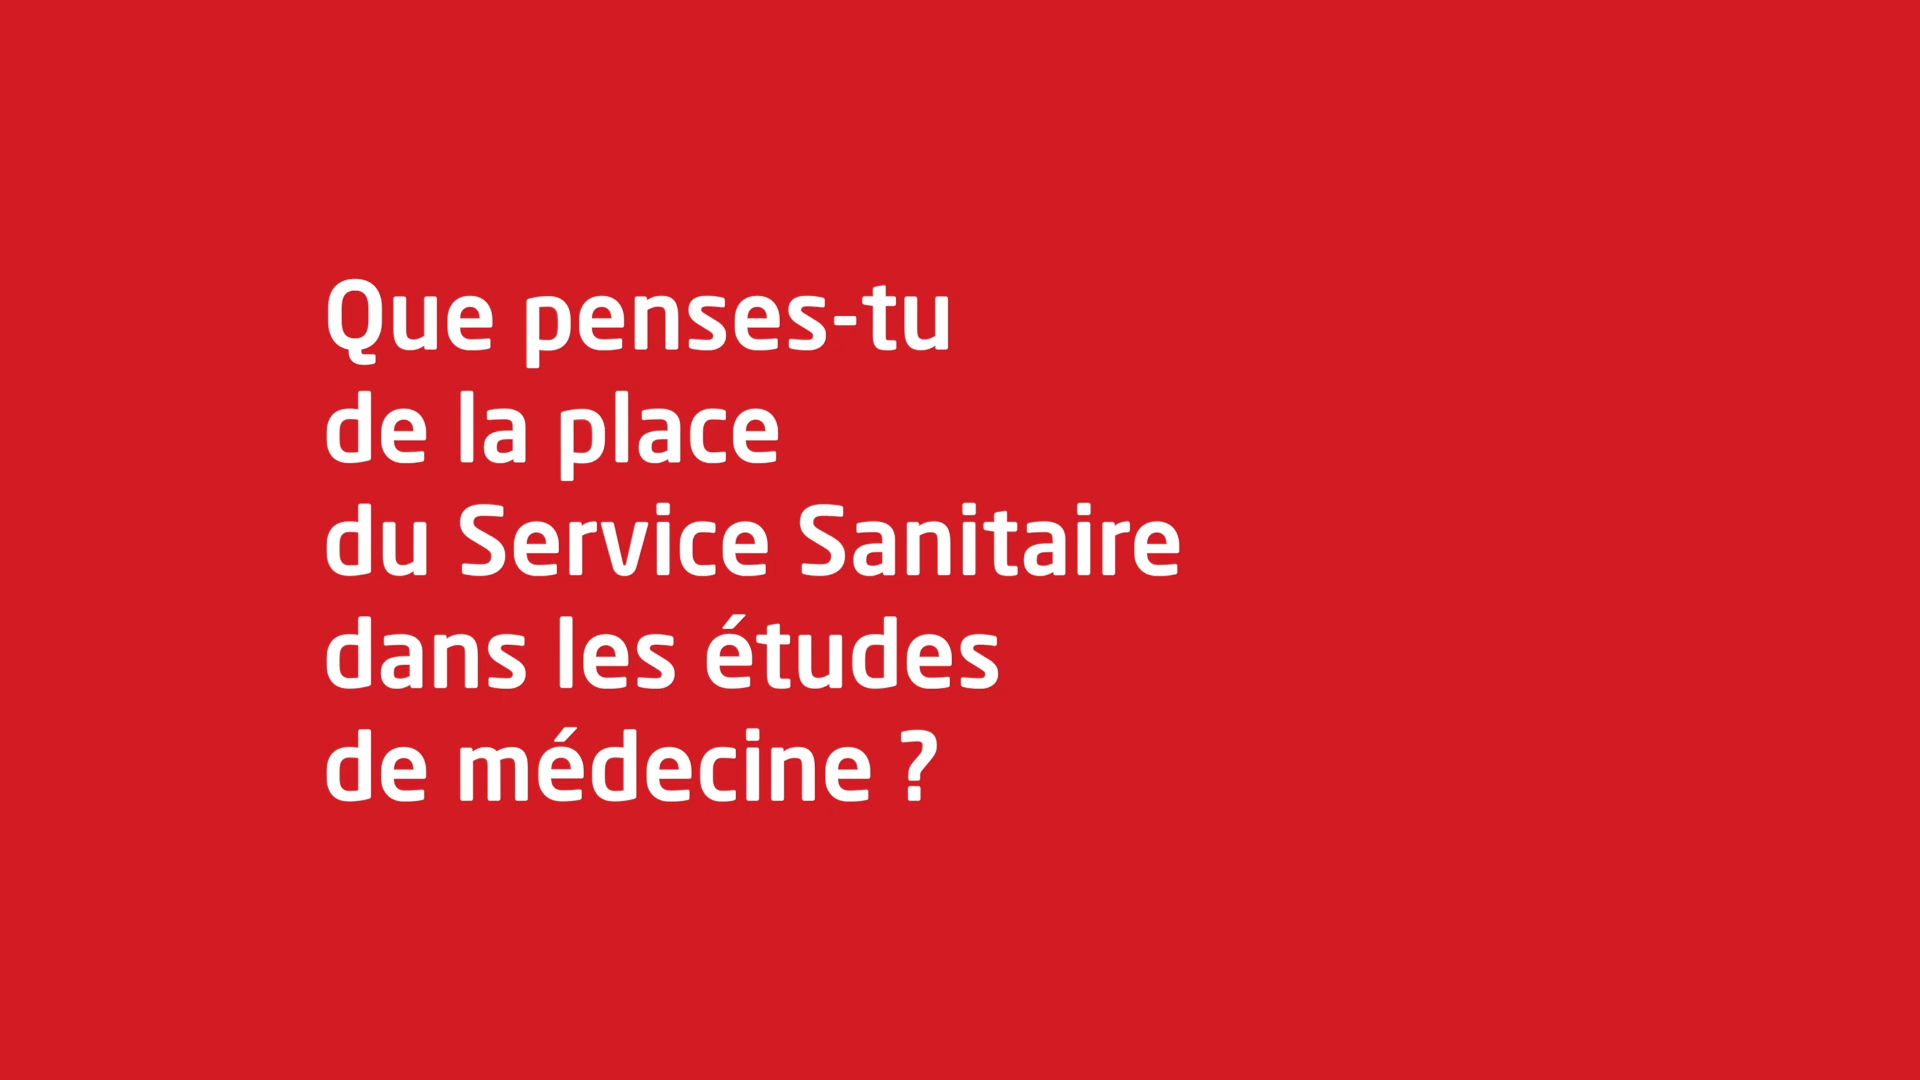 Que penses-tu
de la place
du Service Sanitaire
dans les études
de médecine ?